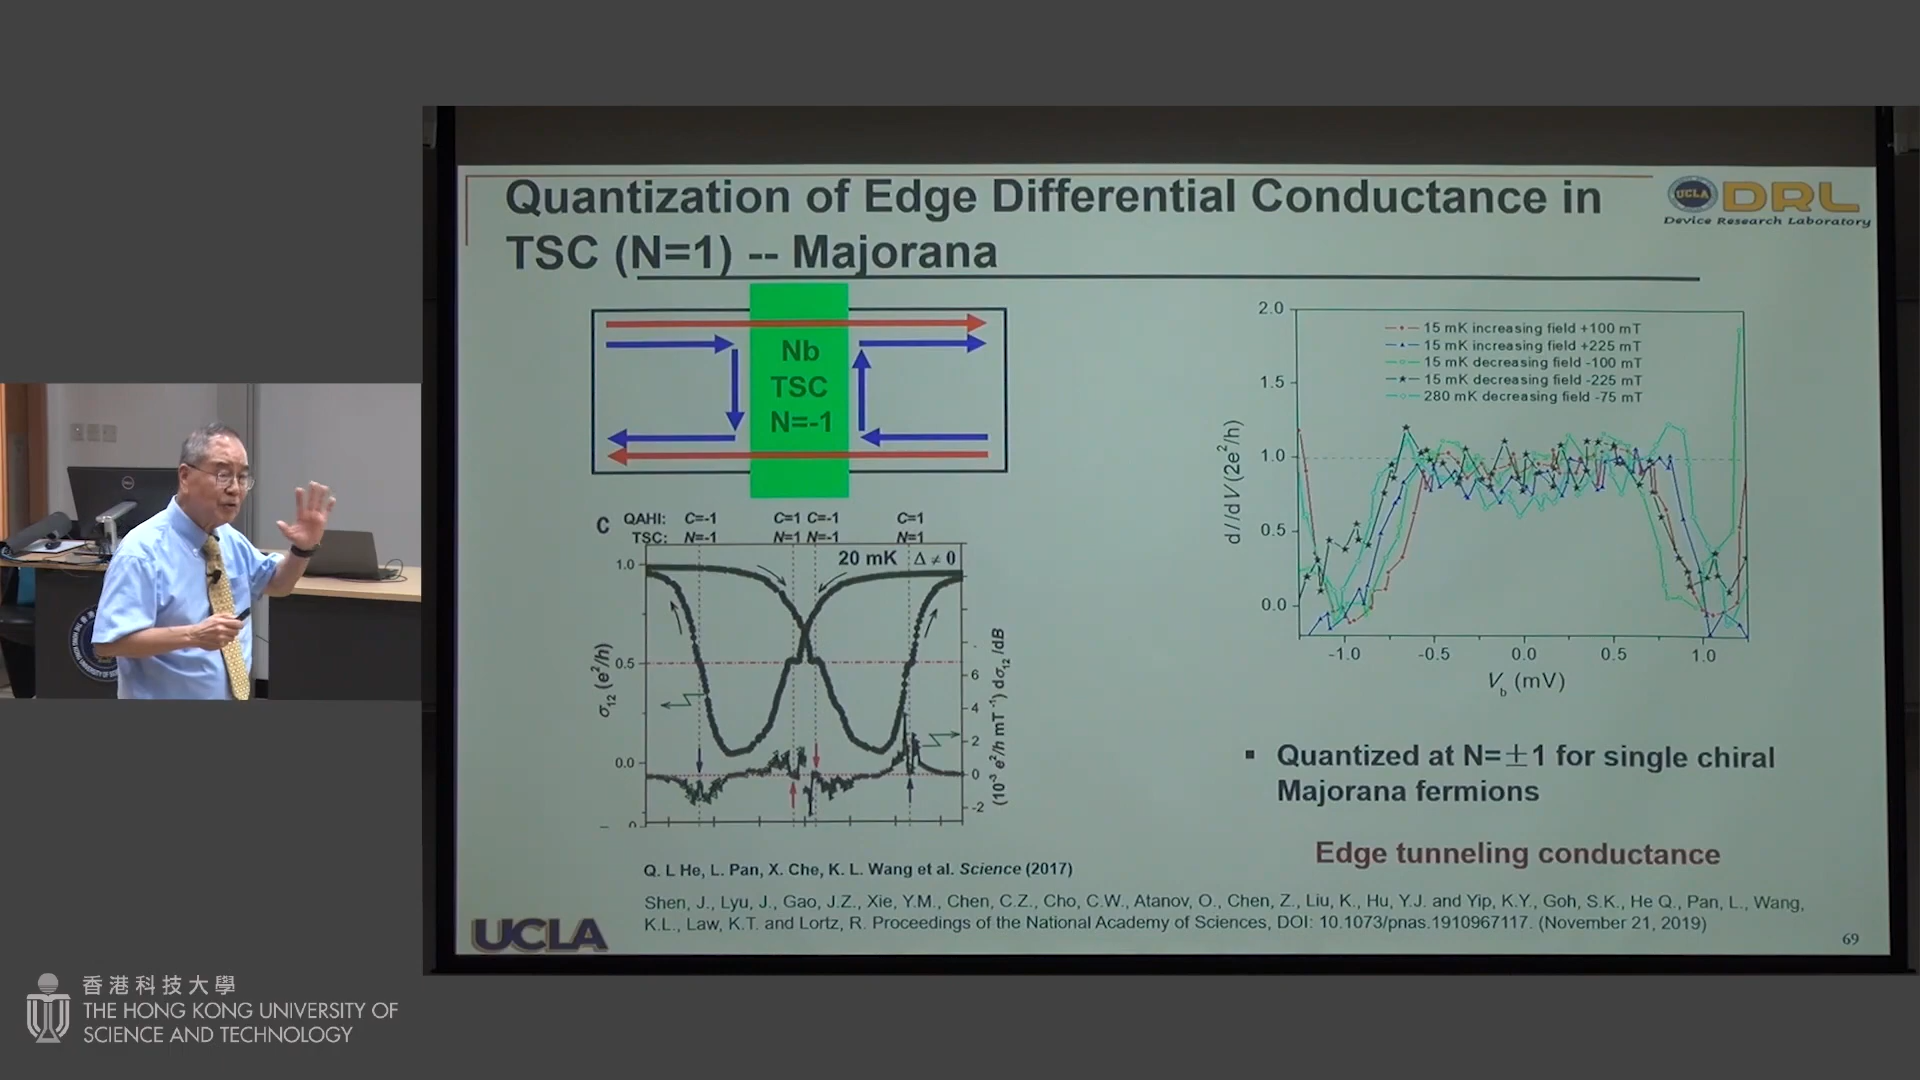 Quantization of Edge Differential Conductance in
TSC (N=1) -- Majorana
UCLA DRL
Device Research Laboratory
Nb
TSC
N=-1
C QAHI: C=-1 C=1 C=-1 C=1
TSC: N=-1 N=1 N=-1 N=1
20 mK Δ ≠ 0
1.0
0.5
0.0
σ12 (e2/h)
6
4
2
0
-2
(10-3 e2/h mT-1) dσ12/dB
2.0
1.5
1.0
0.5
0.0
dI/dV (2e2/h)
15 mK increasing field +100 mT
15 mK increasing field +225 mT
15 mK decreasing field -100 mT
15 mK decreasing field -225 mT
280 mK decreasing field -75 mT
-1.0 -0.5 0.0 0.5 1.0
Vb (mV)
▪ Quantized at N=±1 for single chiral
Majorana fermions
Edge tunneling conductance
Q. L He, L. Pan, X. Che, K. L. Wang et al. Science (2017)
Shen, J., Lyu, J., Gao, J.Z., Xie, Y.M., Chen, C.Z., Cho, C.W., Atanov, O., Chen, Z., Liu, K., Hu, Y.J. and Yip, K.Y., Goh, S.K., He Q., Pan, L., Wang,
K.L., Law, K.T. and Lortz, R. Proceedings of the National Academy of Sciences, DOI: 10.1073/pnas.1910967117. (November 21, 2019)
UCLA
69
香港科技大學
THE HONG KONG UNIVERSITY OF
SCIENCE AND TECHNOLOGY